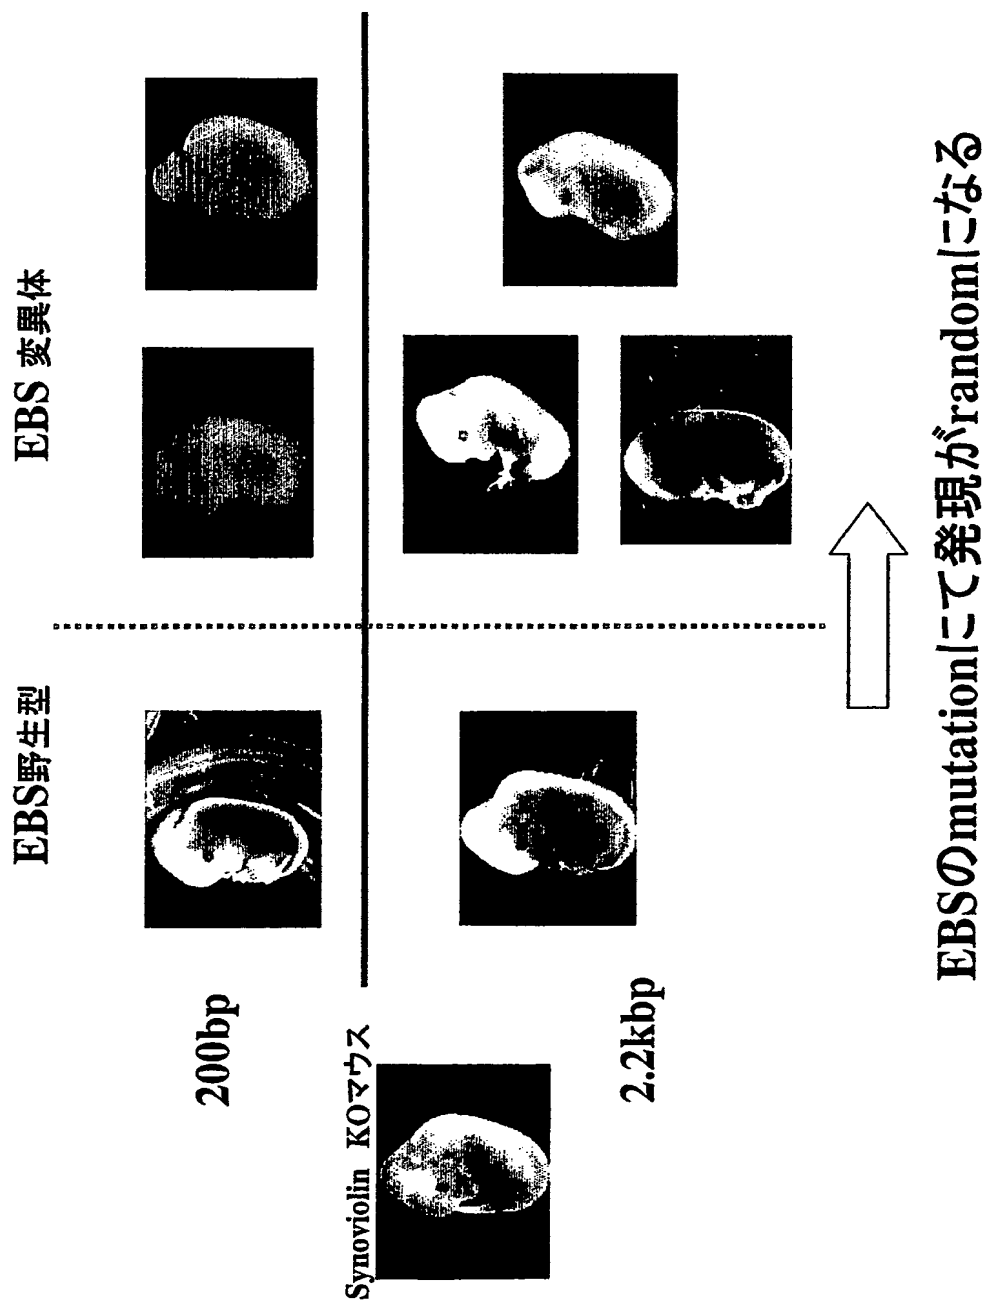 EBS野生型
EBS 変異体
200bp
Synoviolin KOマウス
2.2kbp
EBSのmutationにて発現がrandomになる